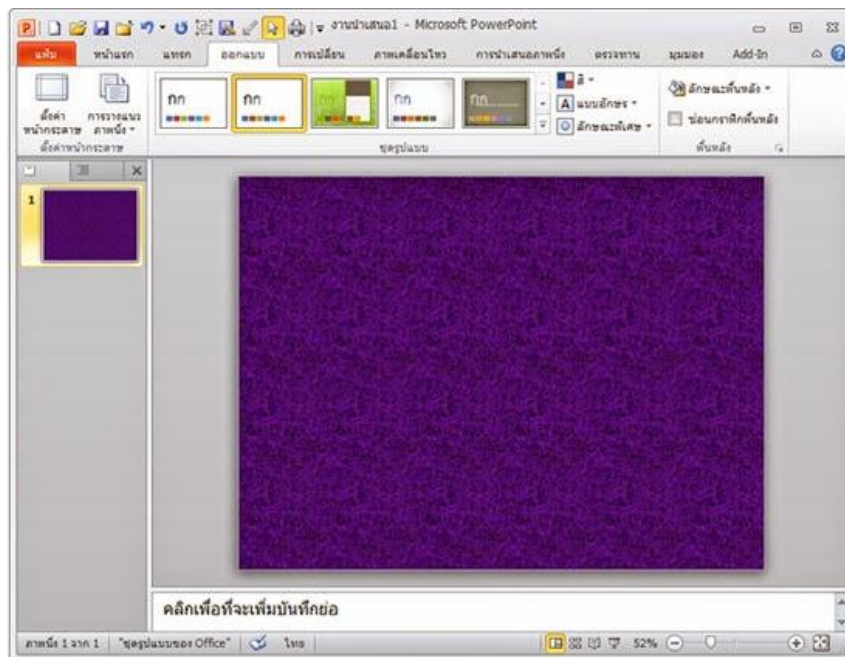 งานนำเสนอ1 - Microsoft PowerPoint
แฟ้ม หน้าแรก แทรก ออกแบบ การเปลี่ยน ภาพเคลื่อนไหว การนำเสนอภาพนิ่ง ตรวจทาน มุมมอง Add-In
ตั้งค่าหน้ากระดาษ การวางแนวภาพนิ่ง กก กก กก กก สี ลักษณะพื้นหลัง
แบบอักษร ซ่อนกราฟิกพื้นหลัง
ลักษณะพิเศษ
ตั้งค่าหน้ากระดาษ ชุดรูปแบบ พื้นหลัง
1
คลิกเพื่อที่จะเพิ่มบันทึกย่อ
ภาพนิ่ง 1 จาก 1 "ชุดรูปแบบของ Office" ไทย 52%